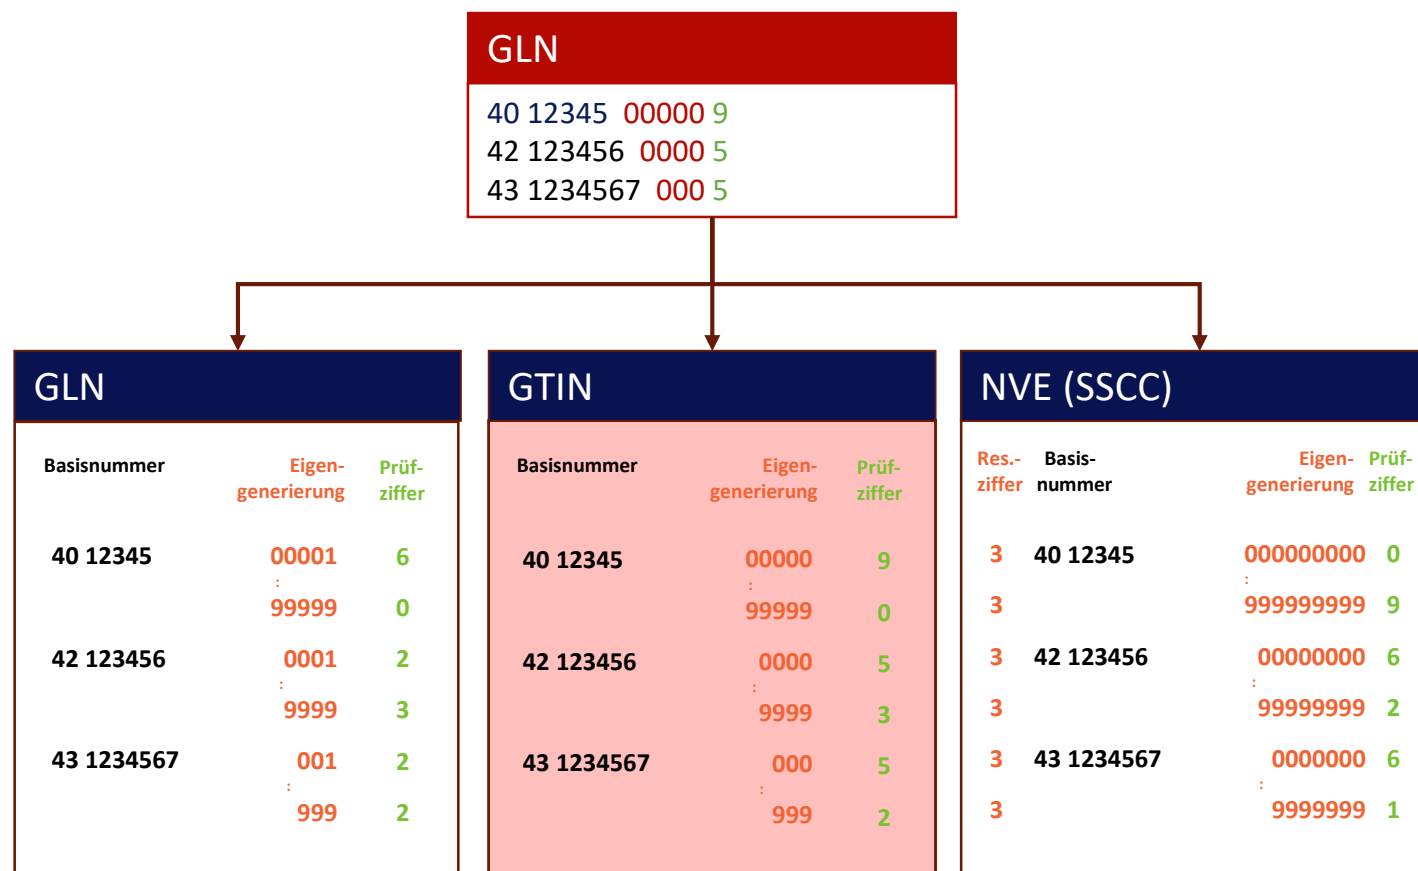 GLN
40 12345 00000 9
42 123456 0000 5
43 1234567 000 5
GLN
Basisnummer Eigen- Prüf-
generierung ziffer
40 12345 00001 6
:
99999 0
42 123456 0001 2
:
9999 3
43 1234567 001 2
:
999 2
GTIN
Basisnummer Eigen- Prüf-
generierung ziffer
40 12345 00000 9
:
99999 0
42 123456 0000 5
:
9999 3
43 1234567 000 5
:
999 2
NVE (SSCC)
Res.- Basis- Eigen- Prüf-
ziffer nummer generierung ziffer
3 40 12345 000000000 0
:
3 999999999 9
3 42 123456 00000000 6
:
3 99999999 2
3 43 1234567 0000000 6
:
3 9999999 1